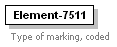 Element-7511
Type of marking, coded